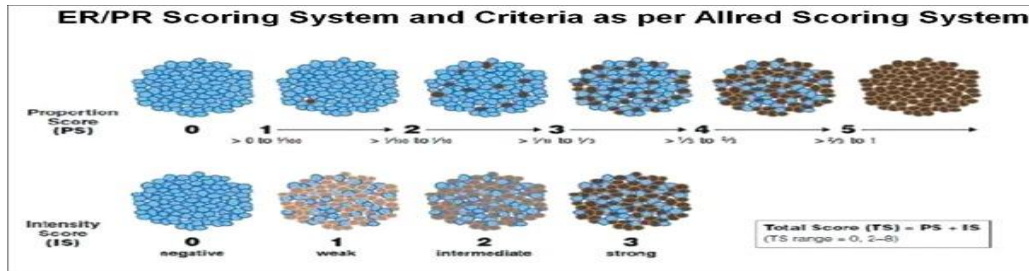 ER/PR Scoring System and Criteria as per Allred Scoring System
Proportion
Score
(PS)
0 1 2 3 4 5
> 0 to 1/100 > 1/100 to 1/10 > 1/10 to 1/3 > 1/3 to 2/3 > 2/3 to 1
Intensity
Score
(IS)
0 1 2 3
negative weak intermediate strong
Total Score (TS) = PS + IS
(TS range = 0, 2–8)